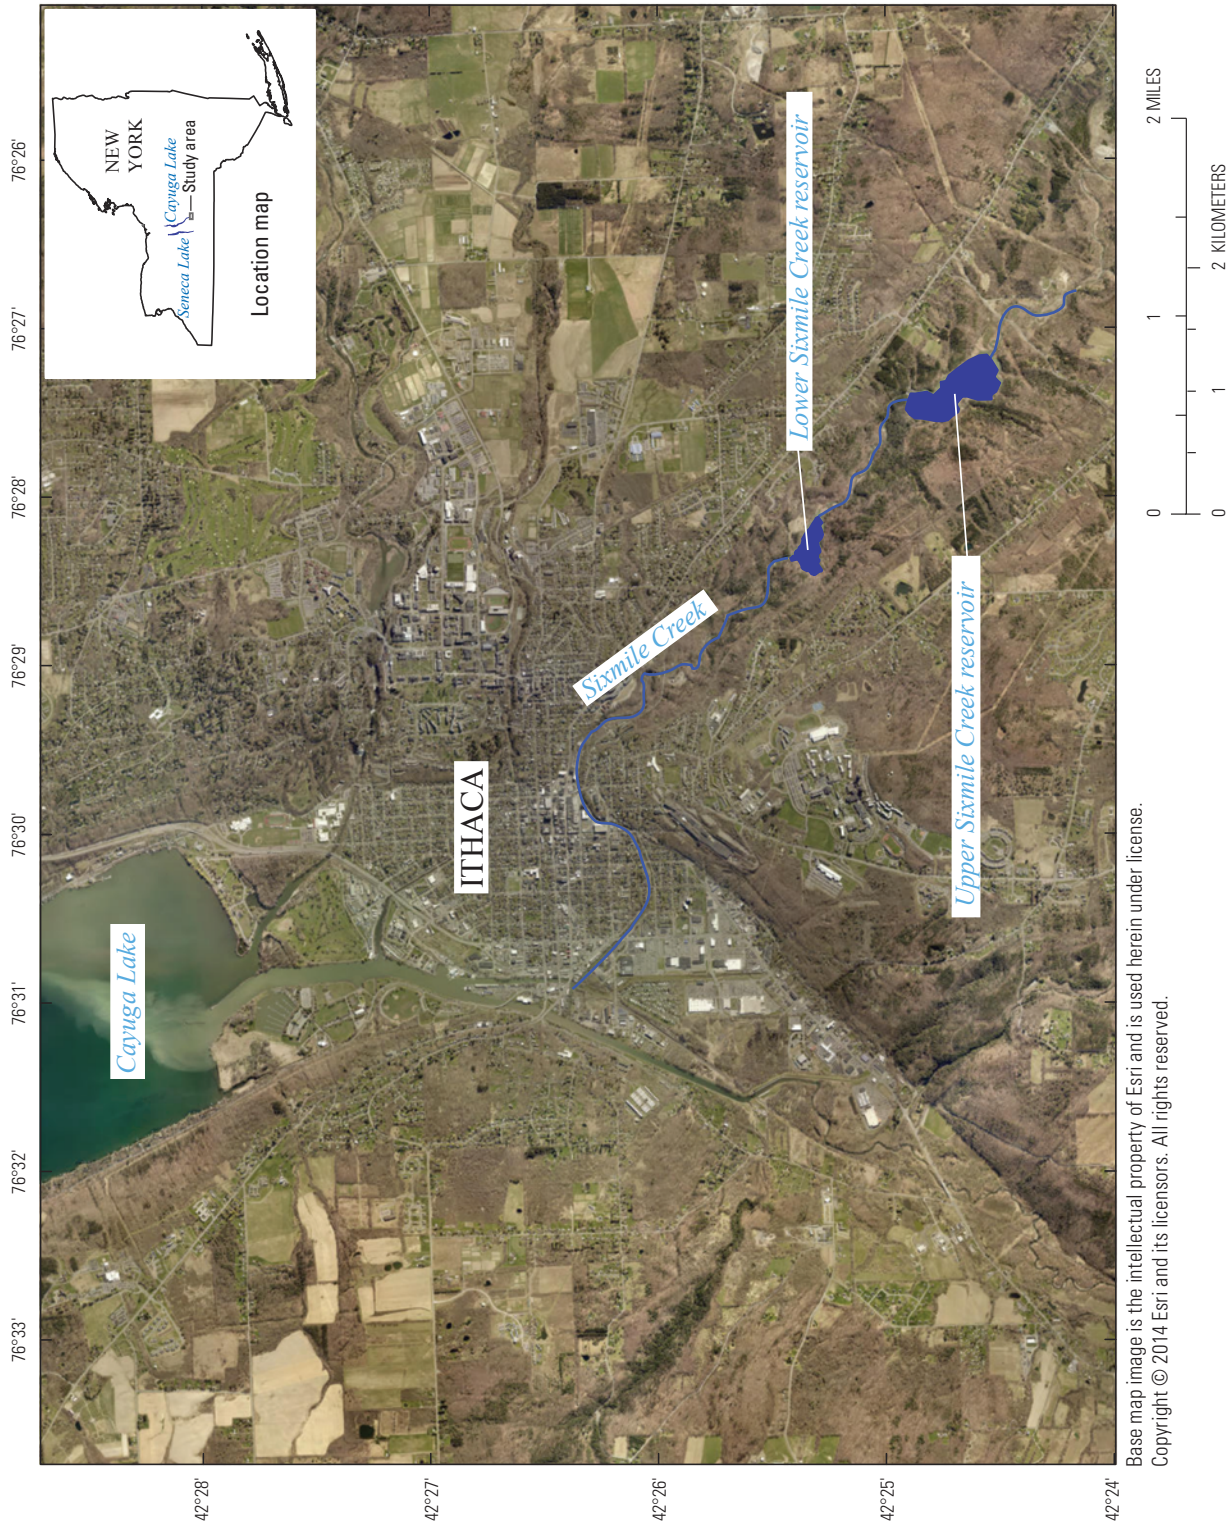 76°33'
76°32'
76°31'
76°30'
76°29'
76°28'
76°27'
76°26'
42°28'
42°27'
42°26'
42°25'
42°24'
Cayuga Lake
ITHACA
Sixmile Creek
Lower Sixmile Creek reservoir
Upper Sixmile Creek reservoir
NEW
YORK
Seneca Lake
Cayuga Lake
Study area
Location map
Base map image is the intellectual property of Esri and is used herein under license.
Copyright © 2014 Esri and its licensors. All rights reserved.
0 1 2 MILES
0 1 2 KILOMETERS